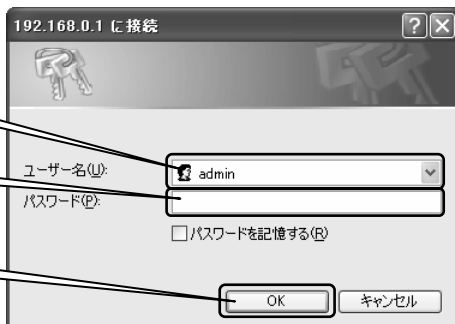 192.168.0.1 に接続
ユーザー名(U):
admin
パスワード(P):
パスワードを記憶する(R)
OK
キャンセル